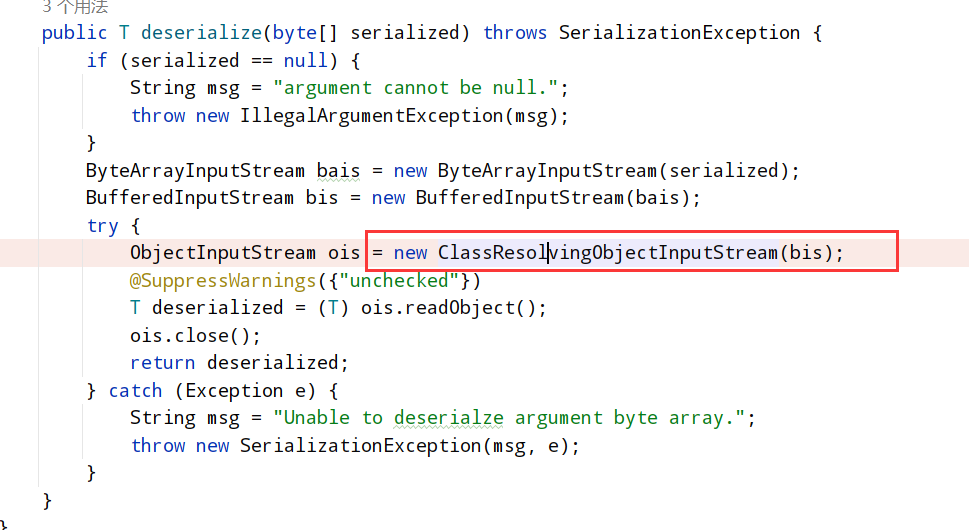 3 个用法
public T deserialize(byte[] serialized) throws SerializationException {
if (serialized == null) {
String msg = "argument cannot be null.";
throw new IllegalArgumentException(msg);
}
ByteArrayInputStream bais = new ByteArrayInputStream(serialized);
BufferedInputStream bis = new BufferedInputStream(bais);
try {
ObjectInputStream ois = new ClassResolvingObjectInputStream(bis);
@SuppressWarnings({"unchecked"})
T deserialized = (T) ois.readObject();
ois.close();
return deserialized;
} catch (Exception e) {
String msg = "Unable to deserialze argument byte array.";
throw new SerializationException(msg, e);
}
}
}